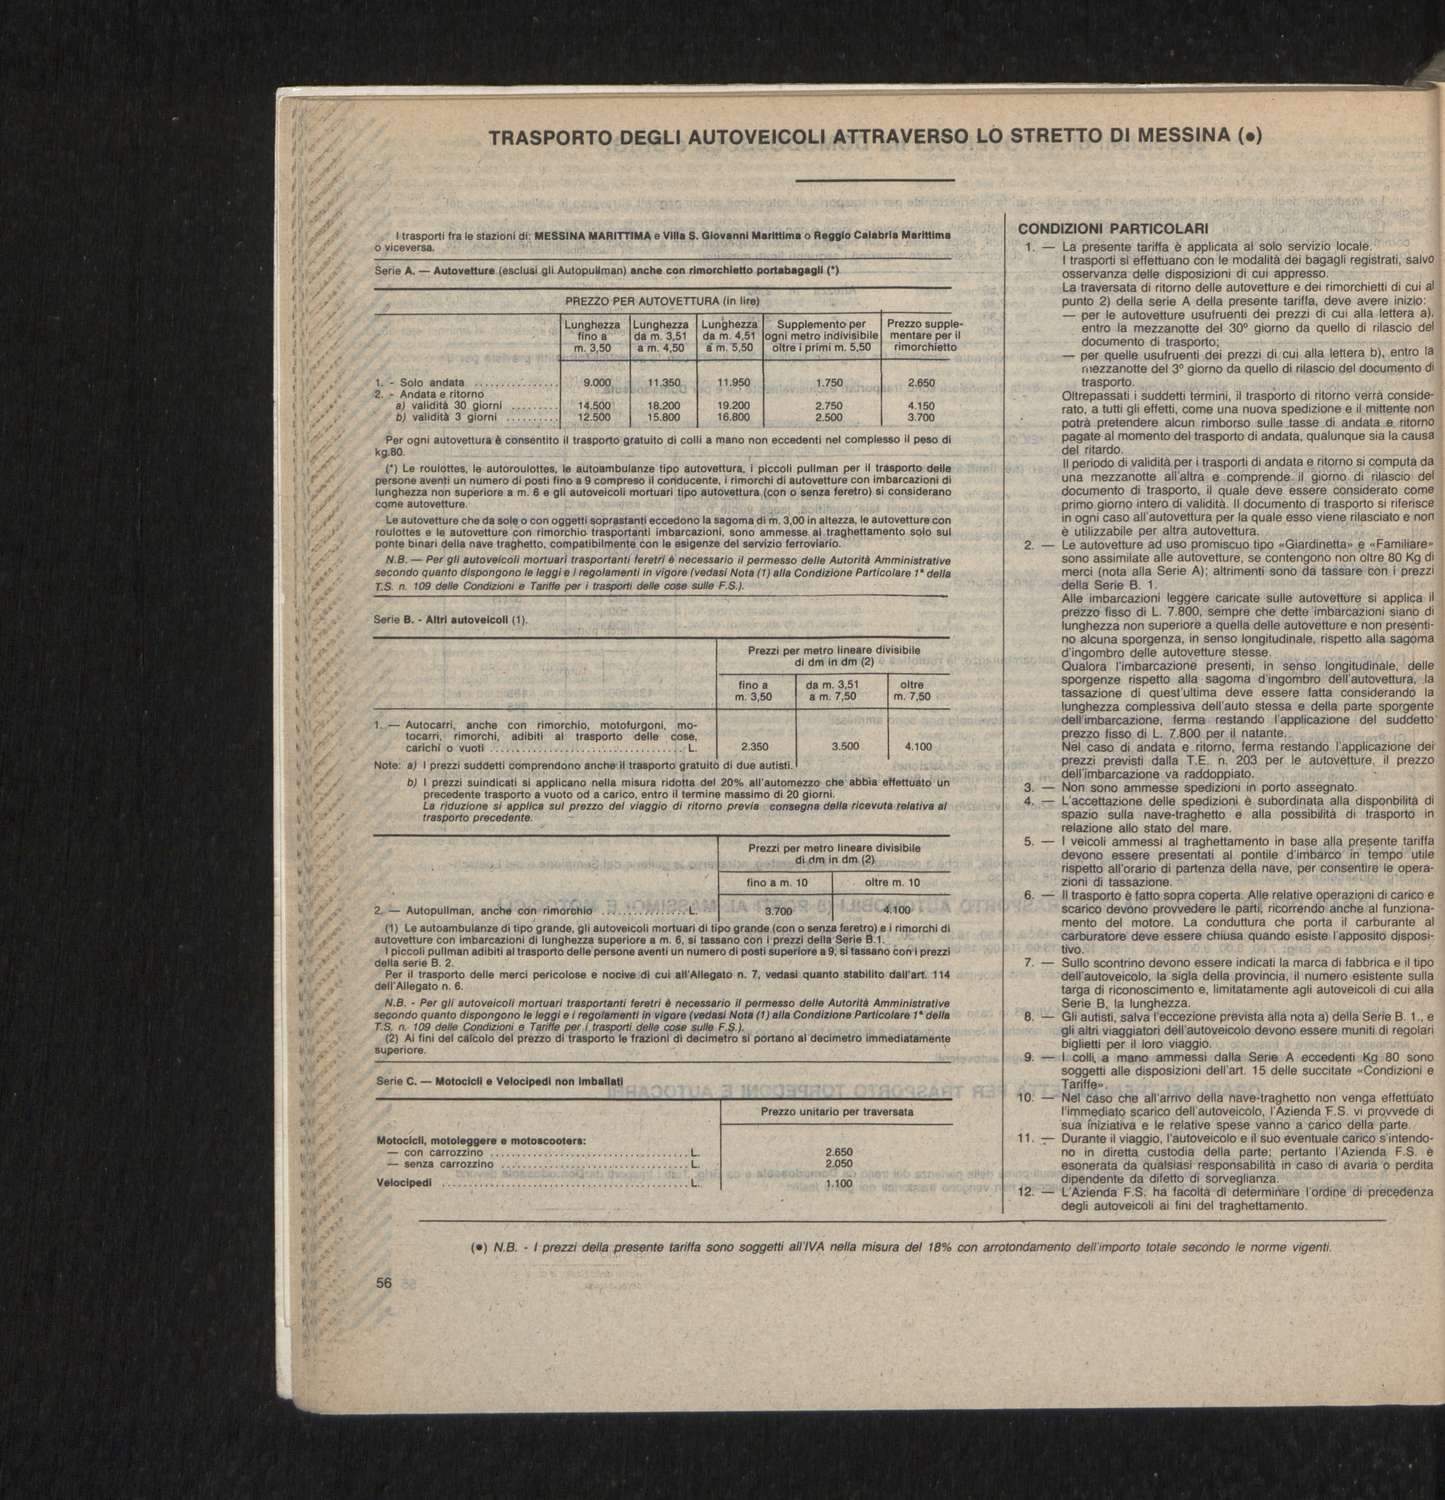 TRASPORTO DEGLI AUTOVEICOLI ATTRAVERSO LO STRETTO DI MESSINA (●)
I trasporti fra le stazioni di: MESSINA MARITTIMA e Villa S. Giovanni Marittima o Reggio Calabria Marittima
o viceversa.
Serie A. — Autovetture (esclusi gli Autopullman) anche con rimorchietto portabagagli (*)
PREZZO PER AUTOVETTURA (in lire)
Lunghezza fino a m. 3,50 | Lunghezza da m. 3,51 a m. 4,50 | Lunghezza da m. 4,51 a m. 5,50 | Supplemento per ogni metro indivisibile oltre i primi m. 5,50 | Prezzo supplementare per il rimorchietto
1. - Solo andata ............... 9.000 11.350 11.950 1.750 2.650
2. - Andata e ritorno
a) validità 30 giorni ......... 14.500 18.200 19.200 2.750 4.150
b) validità 3 giorni .......... 12.500 15.800 16.800 2.500 3.700
Per ogni autovettura è consentito il trasporto gratuito di colli a mano non eccedenti nel complesso il peso di
kg.80.
(*) Le roulottes, le autoroulottes, le autoambulanze tipo autovettura, i piccoli pullman per il trasporto delle
persone aventi un numero di posti fino a 9 compreso il conducente, i rimorchi di autovetture con imbarcazioni di
lunghezza non superiore a m. 6 e gli autoveicoli mortuari tipo autovettura (con o senza feretro) si considerano
come autovetture.
Le autovetture che da sole o con oggetti soprastanti eccedono la sagoma di m. 3,00 in altezza, le autovetture con
roulottes e le autovetture con rimorchio trasportanti imbarcazioni, sono ammesse al traghettamento solo sul
ponte binari della nave traghetto, compatibilmente con le esigenze del servizio ferroviario.
N.B. — Per gli autoveicoli mortuari trasportanti feretri è necessario il permesso delle Autorità Amministrative
secondo quanto dispongono le leggi e i regolamenti in vigore (vedasi Nota (1) alla Condizione Particolare 1ª della
T.S. n. 109 delle Condizioni e Tariffe per i trasporti delle cose sulle F.S.).
Serie B. - Altri autoveicoli (1).
Prezzi per metro lineare divisibile
di dm in dm (2)
fino a m. 3,50 | da m. 3,51 a m. 7,50 | oltre m. 7,50
1. — Autocarri, anche con rimorchio, motofurgoni, mo-
tocarri, rimorchi, adibiti al trasporto delle cose,
carichi o vuoti ................................ L. 2.350 3.500 4.100
Note: a) I prezzi suddetti comprendono anche il trasporto gratuito di due autisti.
b) I prezzi suindicati si applicano nella misura ridotta del 20% all'automezzo che abbia effettuato un
precedente trasporto a vuoto od a carico, entro il termine massimo di 20 giorni.
La riduzione si applica sul prezzo del viaggio di ritorno previa consegna della ricevuta relativa al
trasporto precedente.
Prezzi per metro lineare divisibile
di dm in dm (2)
fino a m. 10 | oltre m. 10
2. — Autopullman, anche con rimorchio ............... L. 3.700 4.100
(1) Le autoambulanze di tipo grande, gli autoveicoli mortuari di tipo grande (con o senza feretro) e i rimorchi di
autovetture con imbarcazioni di lunghezza superiore a m. 6, si tassano con i prezzi della Serie B.1.
I piccoli pullman adibiti al trasporto delle persone aventi un numero di posti superiore a 9, si tassano con i prezzi
della serie B. 2.
Per il trasporto delle merci pericolose e nocive di cui all'Allegato n. 7, vedasi quanto stabilito dall'art. 114
dell'Allegato n. 6.
N.B. - Per gli autoveicoli mortuari trasportanti feretri è necessario il permesso delle Autorità Amministrative
secondo quanto dispongono le leggi e i regolamenti in vigore (vedasi Nota (1) alla Condizione Particolare 1ª della
T.S. n. 109 delle Condizioni e Tariffe per i trasporti delle cose sulle F.S.).
(2) Ai fini del calcolo del prezzo di trasporto le frazioni di decimetro si portano al decimetro immediatamente
superiore.
Serie C. — Motocicli e Velocipedi non imballati
Prezzo unitario per traversata
Motocicli, motoleggere e motoscooters:
— con carrozzino ................................. L. 2.650
— senza carrozzino ............................... L. 2.050
Velocipedi ......................................... L. 1.100
CONDIZIONI PARTICOLARI
1. — La presente tariffa è applicata al solo servizio locale.
I trasporti si effettuano con le modalità dei bagagli registrati, salvo
osservanza delle disposizioni di cui appresso.
La traversata di ritorno delle autovetture e dei rimorchietti di cui al
punto 2) della serie A della presente tariffa, deve avere inizio:
— per le autovetture usufruenti dei prezzi di cui alla lettera a),
entro la mezzanotte del 30º giorno da quello di rilascio del
documento di trasporto;
— per quelle usufruenti dei prezzi di cui alla lettera b), entro la
mezzanotte del 3º giorno da quello di rilascio del documento di
trasporto.
Oltrepassati i suddetti termini, il trasporto di ritorno verrà conside-
rato, a tutti gli effetti, come una nuova spedizione e il mittente non
potrà pretendere alcun rimborso sulle tasse di andata e ritorno
pagate al momento del trasporto di andata, qualunque sia la causa
del ritardo.
Il periodo di validità per i trasporti di andata e ritorno si computa da
una mezzanotte all'altra e comprende il giorno di rilascio del
documento di trasporto, il quale deve essere considerato come
primo giorno intero di validità. Il documento di trasporto si riferisce
in ogni caso all'autovettura per la quale esso viene rilasciato e non
è utilizzabile per altra autovettura.
2. — Le autovetture ad uso promiscuo tipo «Giardinetta» e «Familiare»
sono assimilate alle autovetture, se contengono non oltre 80 Kg di
merci (nota alla Serie A); altrimenti sono da tassare con i prezzi
della Serie B. 1.
Alle imbarcazioni leggere caricate sulle autovetture si applica il
prezzo fisso di L. 7.800, sempre che dette imbarcazioni siano di
lunghezza non superiore a quella delle autovetture e non presenti-
no alcuna sporgenza, in senso longitudinale, rispetto alla sagoma
d'ingombro delle autovetture stesse.
Qualora l'imbarcazione presenti, in senso longitudinale, delle
sporgenze rispetto alla sagoma d'ingombro dell'autovettura, la
tassazione di quest'ultima deve essere fatta considerando la
lunghezza complessiva dell'auto stessa e della parte sporgente
dell'imbarcazione, ferma restando l'applicazione del suddetto
prezzo fisso di L. 7.800 per il natante.
Nel caso di andata e ritorno, ferma restando l'applicazione dei
prezzi previsti dalla T.E. n. 203 per le autovetture, il prezzo
dell'imbarcazione va raddoppiato.
3. — Non sono ammesse spedizioni in porto assegnato.
4. — L'accettazione delle spedizioni è subordinata alla disponbilità di
spazio sulla nave-traghetto e alla possibilità di trasporto in
relazione allo stato del mare.
5. — I veicoli ammessi al traghettamento in base alla presente tariffa
devono essere presentati al pontile d'imbarco in tempo utile
rispetto all'orario di partenza della nave, per consentire le opera-
zioni di tassazione.
6. — Il trasporto è fatto sopra coperta. Alle relative operazioni di carico e
scarico devono provvedere le parti, ricorrendo anche al funziona-
mento del motore. La conduttura che porta il carburante al
carburatore deve essere chiusa quando esiste l'apposito disposi-
tivo.
7. — Sullo scontrino devono essere indicati la marca di fabbrica e il tipo
dell'autoveicolo, la sigla della provincia, il numero esistente sulla
targa di riconoscimento e, limitatamente agli autoveicoli di cui alla
Serie B, la lunghezza.
8. — Gli autisti, salva l'eccezione prevista alla nota a) della Serie B. 1., e
gli altri viaggiatori dell'autoveicolo devono essere muniti di regolari
biglietti per il loro viaggio.
9. — I colli a mano ammessi dalla Serie A eccedenti Kg 80 sono
soggetti alle disposizioni dell'art. 15 delle succitate «Condizioni e
Tariffe».
10. — Nel caso che all'arrivo della nave-traghetto non venga effettuato
l'immediato scarico dell'autoveicolo, l'Azienda F.S. vi provvede di
sua iniziativa e le relative spese vanno a carico della parte.
11. — Durante il viaggio, l'autoveicolo e il suo eventuale carico s'intendo-
no in diretta custodia della parte; pertanto l'Azienda F.S. è
esonerata da qualsiasi responsabilità in caso di avaria o perdita
dipendente da difetto di sorveglianza.
12. — L'Azienda F.S. ha facoltà di determinare l'ordine di precedenza
degli autoveicoli ai fini del traghettamento.
(●) N.B. - I prezzi della presente tariffa sono soggetti all'IVA nella misura del 18% con arrotondamento dell'importo totale secondo le norme vigenti.
56